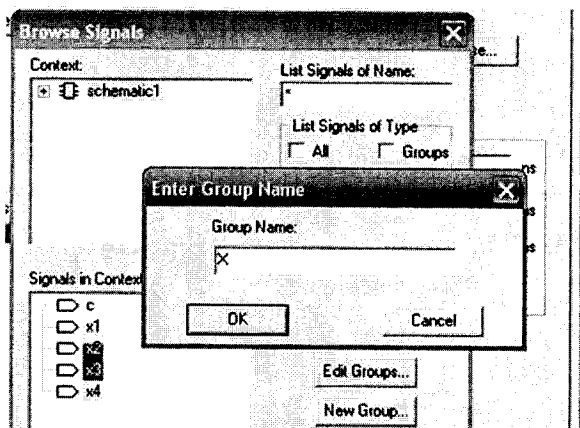 Browse Signals
e...
Context:
schematic1
List Signals of Name:
*
List Signals of Type
All
Groups
ns
Enter Group Name
Group Name:
X
OK
Cancel
Signals in Context
c
x1
x2
x3
x4
Edit Groups...
New Group...